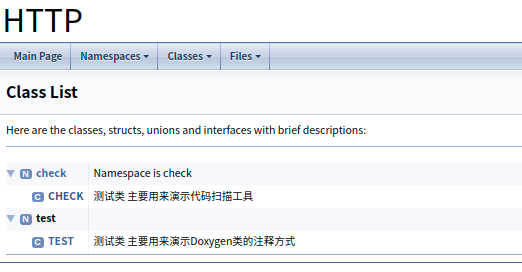 HTTP
Main Page Namespaces Classes Files
Class List
Here are the classes, structs, unions and interfaces with brief descriptions:
N check Namespace is check
C CHECK 测试类 主要用来演示代码扫描工具
N test
C TEST 测试类 主要用来演示Doxygen类的注释方式